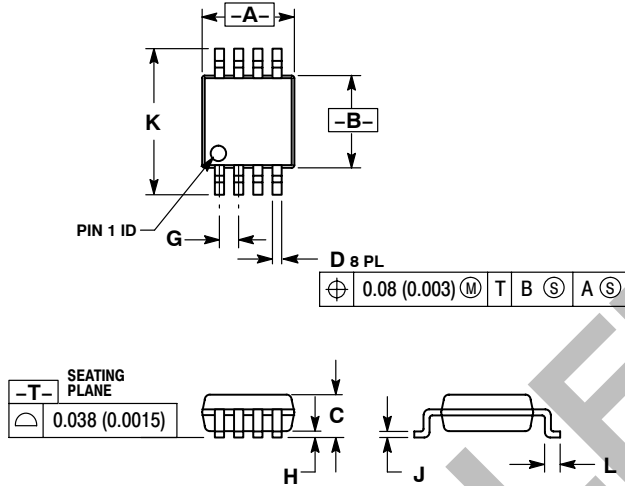 –A–
K
–B–
PIN 1 ID
G
D 8 PL
⌖ 0.08 (0.003) Ⓜ T B Ⓢ A Ⓢ
–T– SEATING PLANE
⌓ 0.038 (0.0015)
C
H
J
L